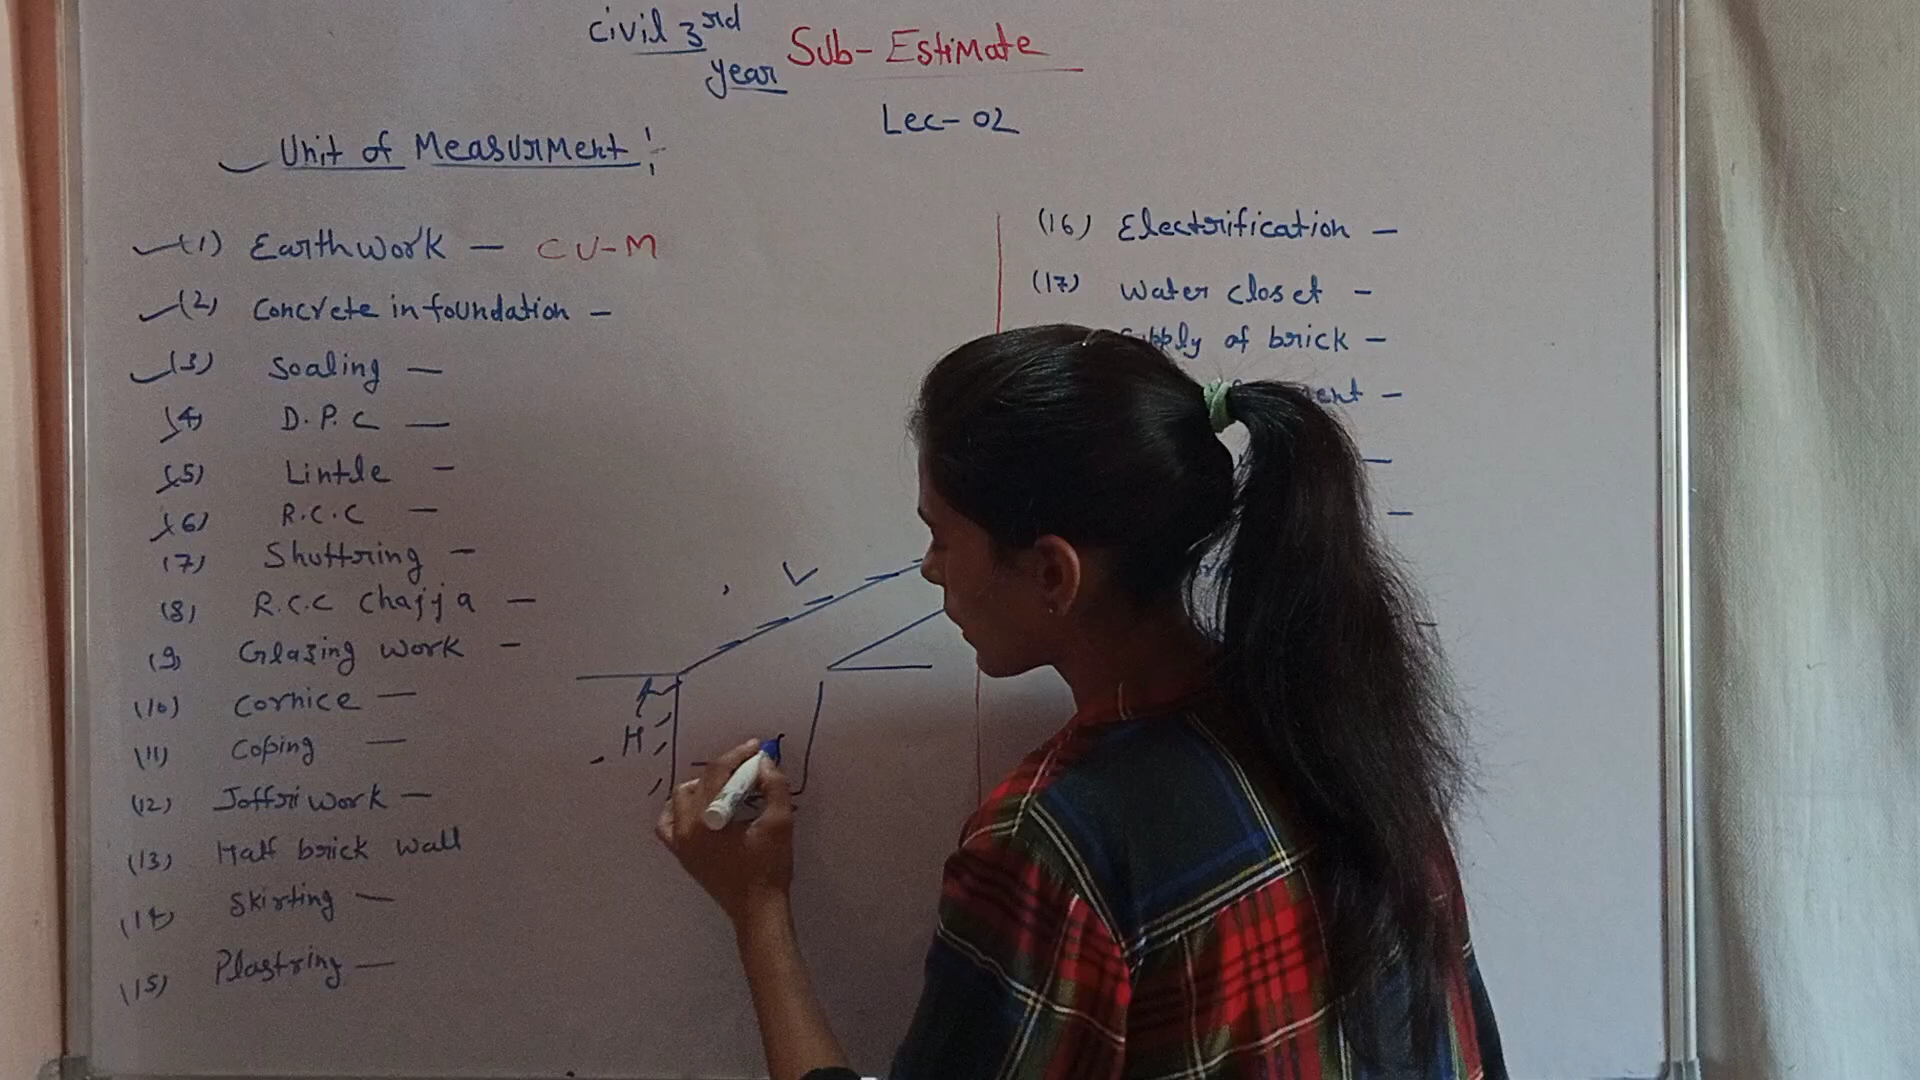 Civil 3rd year
Sub-Estimate
Lec-02
Unit of Measurment :-
(1) Earthwork — CU-M
(2) Concrete in foundation —
(3) Soaling —
(4) D.P.C —
(5) Lintle —
(6) R.C.C —
(7) Shuttring —
(8) R.C.C Chajja —
(9) Glazing work —
(10) Cornice —
(11) Coping —
(12) Joffri work —
(13) Half brick wall
(14) Skirting —
(15) Plastring —
L
H
(16) Electrification —
(17) Water closet —
of brick —